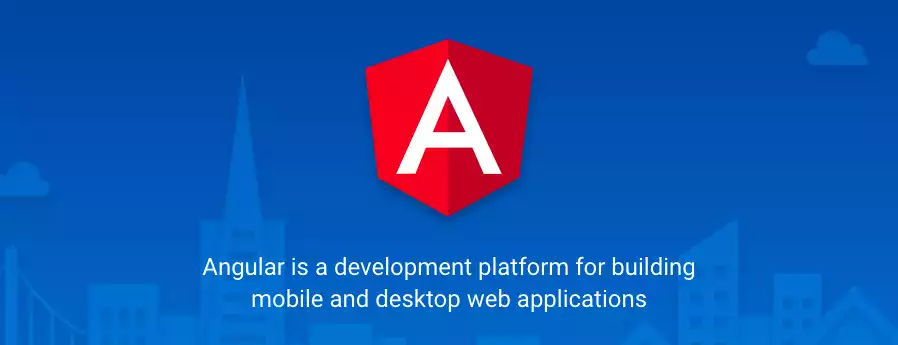 A
Angular is a development platform for building
mobile and desktop web applications